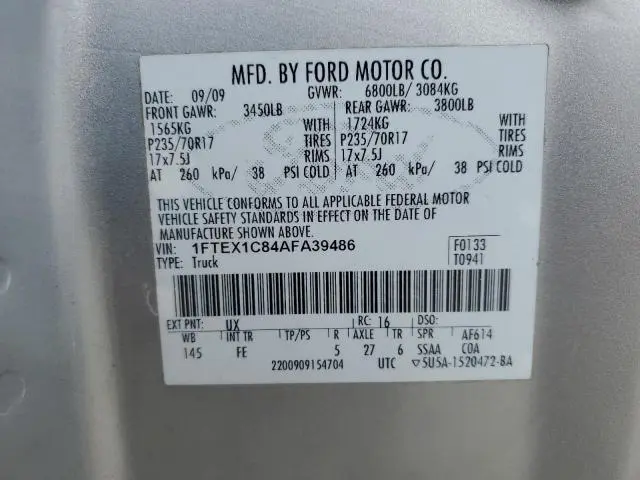 MFD. BY FORD MOTOR CO.
DATE: 09/09 GVWR: 6800LB/ 3084KG
FRONT GAWR: 3450LB REAR GAWR: 3800LB
1565KG WITH 1724KG WITH
P235/70R17 TIRES P235/70R17 TIRES
17x7.5J RIMS 17x7.5J RIMS
AT 260 kPa/ 38 PSI COLD AT 260 kPa/ 38 PSI COLD
THIS VEHICLE CONFORMS TO ALL APPLICABLE FEDERAL MOTOR
VEHICLE SAFETY STANDARDS IN EFFECT ON THE DATE OF
MANUFACTURE SHOWN ABOVE.
VIN: 1FTEX1C84AFA39486 F0133
TYPE: Truck T0941
EXT PNT: UX RC: 16 DSO:
WB INT TR TP/PS R AXLE TR SPR AF614
145 FE 5 27 6 SSAA COA
2200909154704 UTC ▽5U5A-1520472-BA